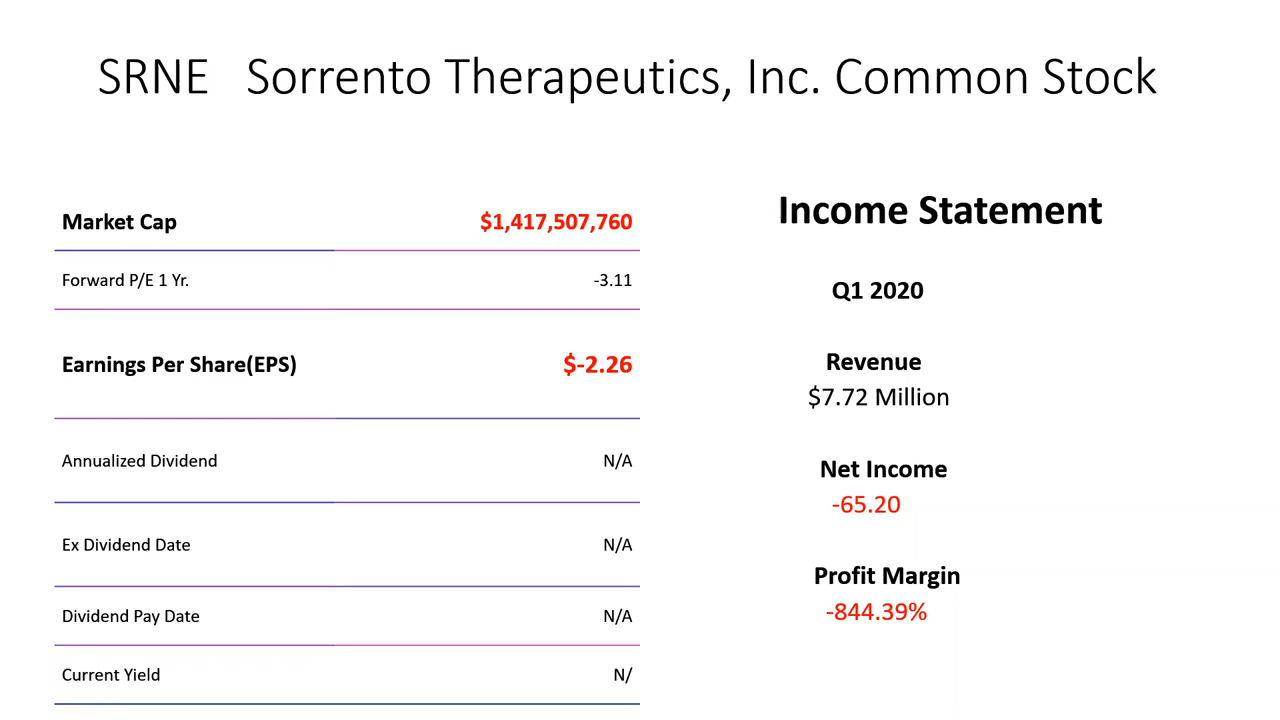 SRNE Sorrento Therapeutics, Inc. Common Stock
Market Cap $1,417,507,760
Forward P/E 1 Yr. -3.11
Earnings Per Share(EPS) $-2.26
Annualized Dividend N/A
Ex Dividend Date N/A
Dividend Pay Date N/A
Current Yield N/
Income Statement
Q1 2020
Revenue
$7.72 Million
Net Income
-65.20
Profit Margin
-844.39%